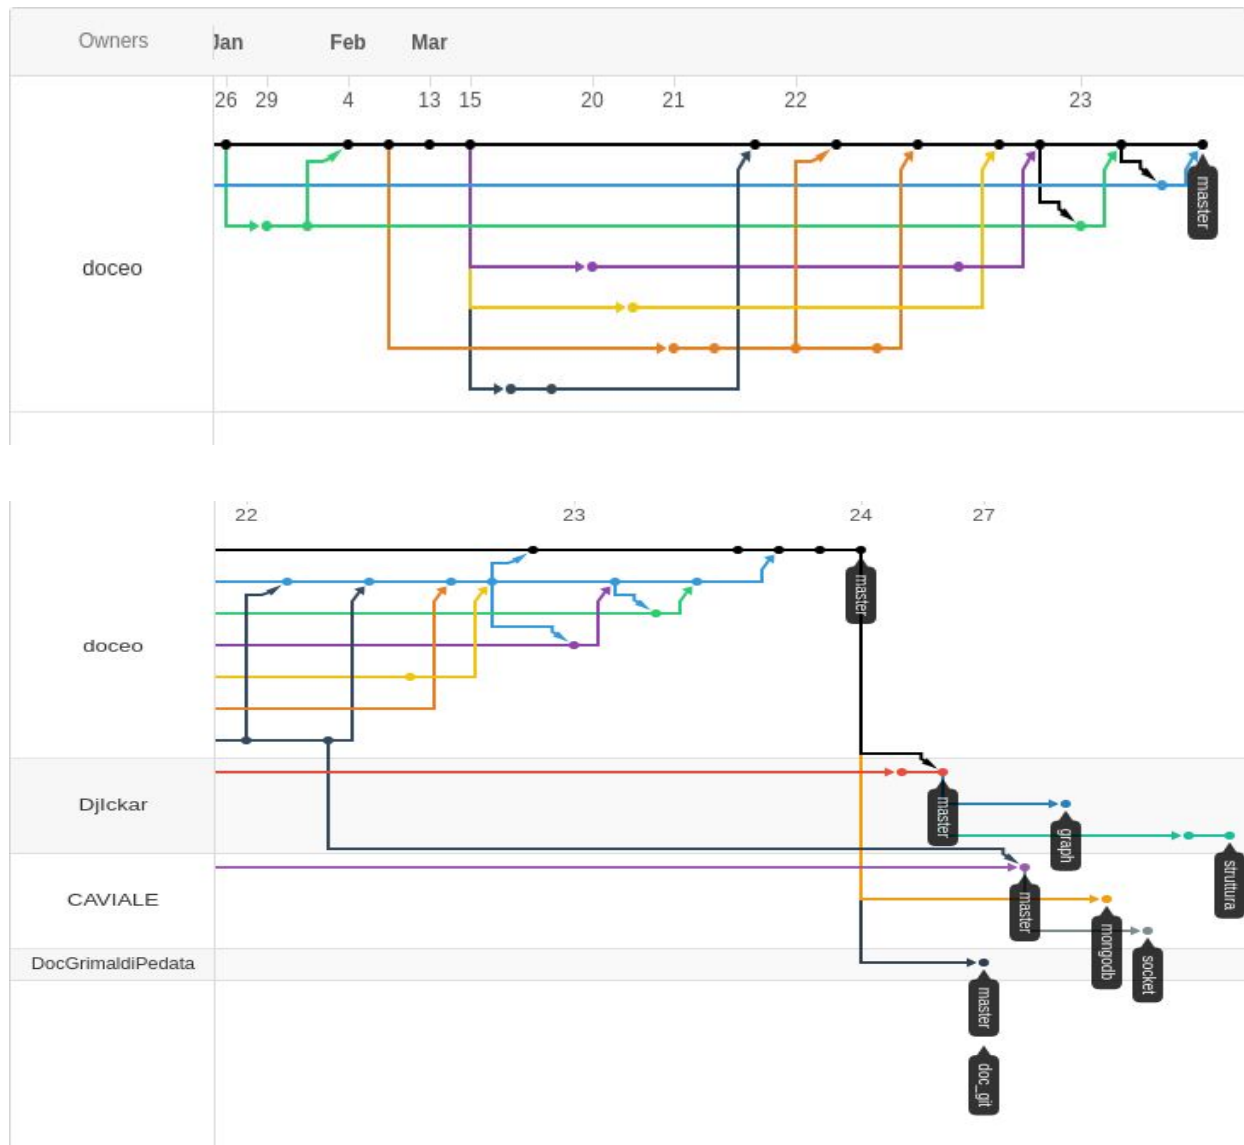 Owners Jan Feb Mar
26 29 4 13 15 20 21 22 23
master
doceo
22 23 24 27
master
doceo
DjIckar
master
graph
struttura
CAVIALE
master
mongodb
socket
DocGrimaldiPedata
master
doc_git